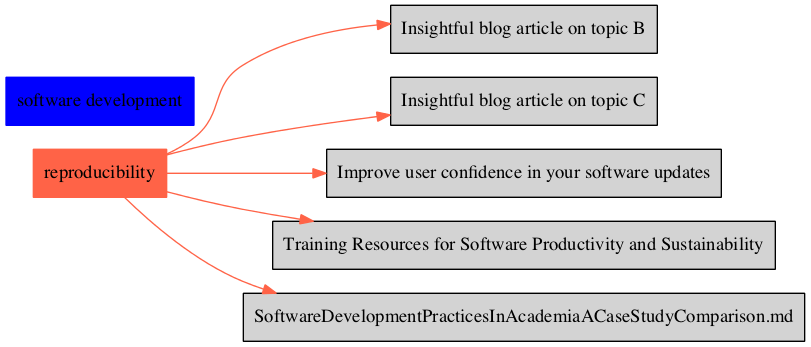 Insightful blog article on topic B
software development
Insightful blog article on topic C
reproducibility
Improve user confidence in your software updates
Training Resources for Software Productivity and Sustainability
SoftwareDevelopmentPracticesInAcademiaACaseStudyComparison.md